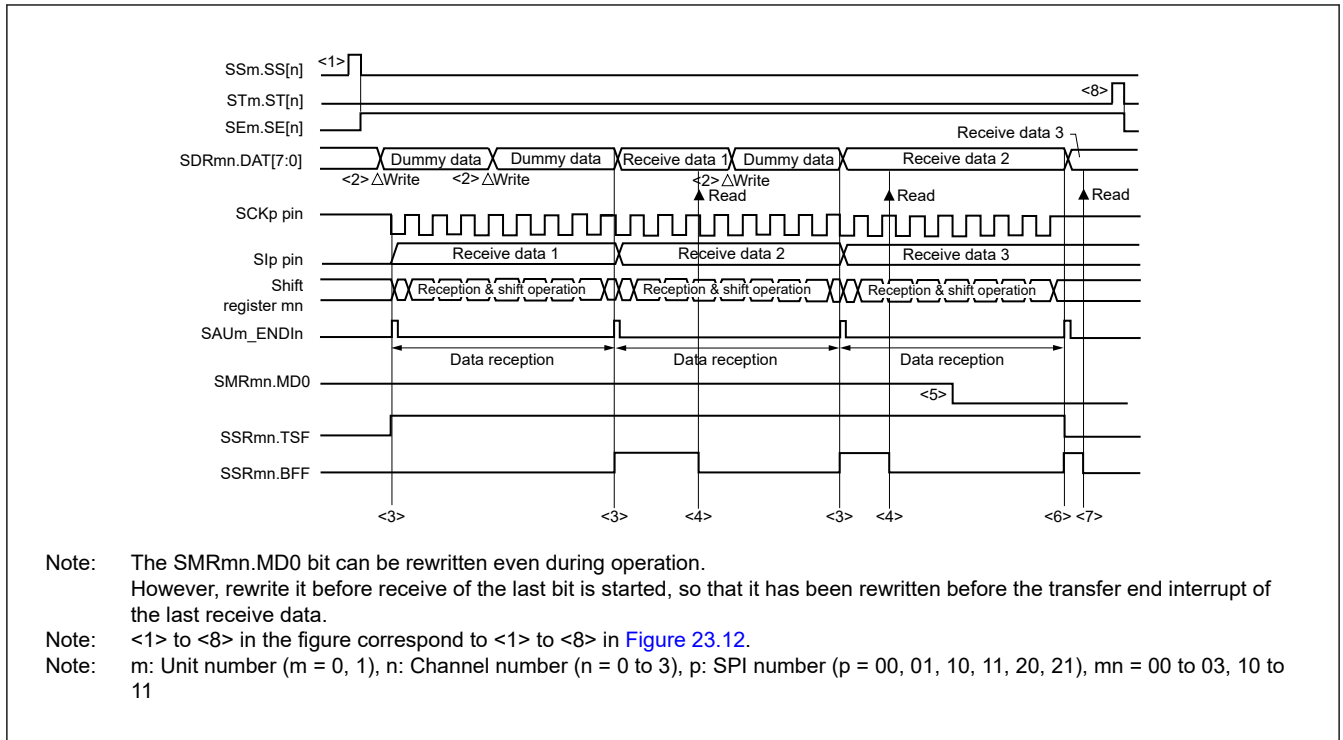 SSm.SS[n]
<1>
STm.ST[n]
<8>
SEm.SE[n]
Receive data 3
SDRmn.DAT[7:0]
Dummy data Dummy data Receive data 1 Dummy data Receive data 2
<2> △Write <2> △Write <2> △Write
▲ Read ▲ Read ▲ Read
SCKp pin
SIp pin
Receive data 1 Receive data 2 Receive data 3
Shift
register mn
Reception & shift operation Reception & shift operation Reception & shift operation
SAUm_ENDIn
Data reception Data reception Data reception
SMRmn.MD0
<5>
SSRmn.TSF
SSRmn.BFF
<3> <3> <4> <3> <4> <6> <7>
Note: The SMRmn.MD0 bit can be rewritten even during operation.
However, rewrite it before receive of the last bit is started, so that it has been rewritten before the transfer end interrupt of
the last receive data.
Note: <1> to <8> in the figure correspond to <1> to <8> in Figure 23.12.
Note: m: Unit number (m = 0, 1), n: Channel number (n = 0 to 3), p: SPI number (p = 00, 01, 10, 11, 20, 21), mn = 00 to 03, 10 to
11